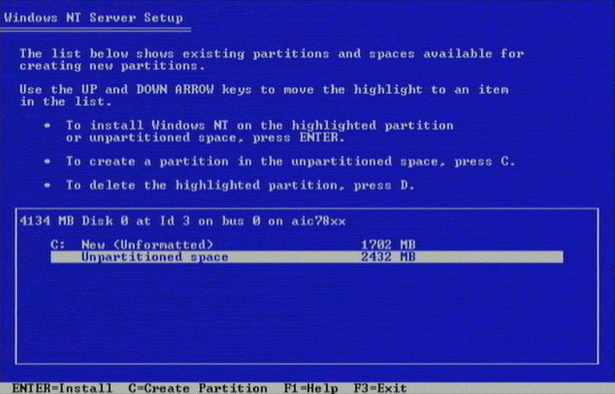 Windows NT Server Setup
The list below shows existing partitions and spaces available for
creating new partitions.
Use the UP and DOWN ARROW keys to move the highlight to an item
in the list.
• To install Windows NT on the highlighted partition
or unpartitioned space, press ENTER.
• To create a partition in the unpartitioned space, press C.
• To delete the highlighted partition, press D.
4134 MB Disk 0 at Id 3 on bus 0 on aic78xx
C: New (Unformatted) 1702 MB
Unpartitioned space 2432 MB
ENTER=Install C=Create Partition F1=Help F3=Exit